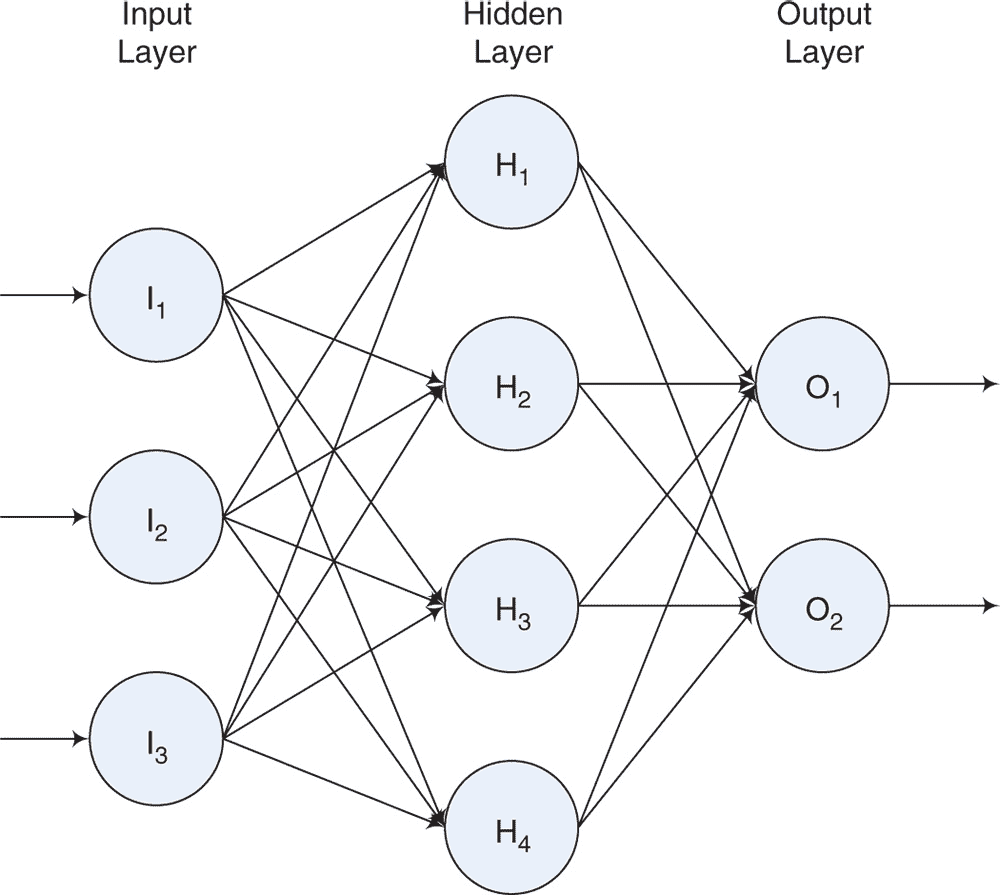 Input
Layer
Hidden
Layer
Output
Layer
H₁
I₁
H₂
O₁
I₂
H₃
O₂
I₃
H₄